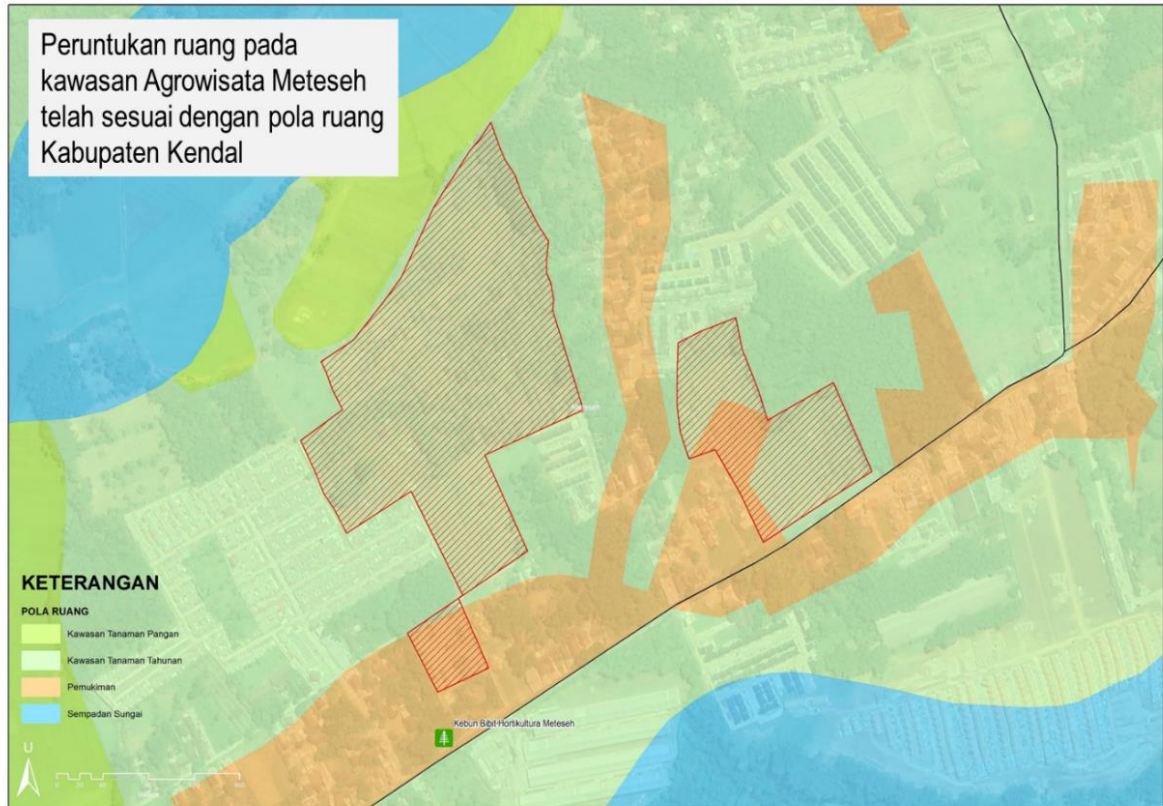 Peruntukan ruang pada
kawasan Agrowisata Meteseh
telah sesuai dengan pola ruang
Kabupaten Kendal
KETERANGAN
POLA RUANG
Kawasan Tanaman Pangan
Kawasan Tanaman Tahunan
Pemukiman
Sempadan Sungai
Kebun Bibit Hortikultura Meteseh
U